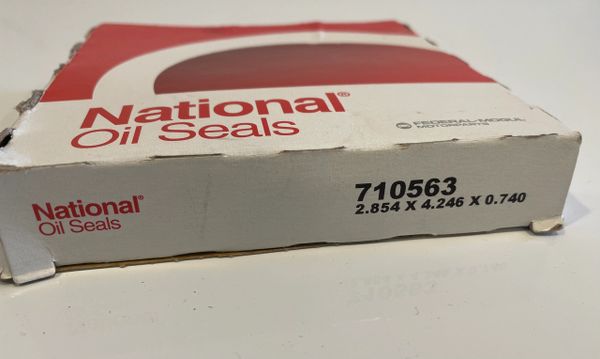 National®
Oil Seals
FEDERAL-MOGUL
MOTORPARTS
National®
Oil Seals
710563
2.854 X 4.246 X 0.740